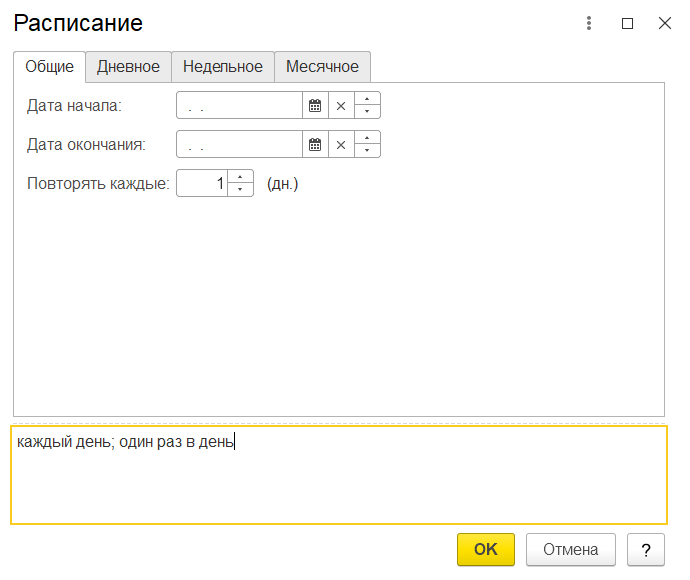 Расписание
Общие Дневное Недельное Месячное
Дата начала: . .
Дата окончания: . .
Повторять каждые: 1 (дн.)
каждый день; один раз в день
OK Отмена ?